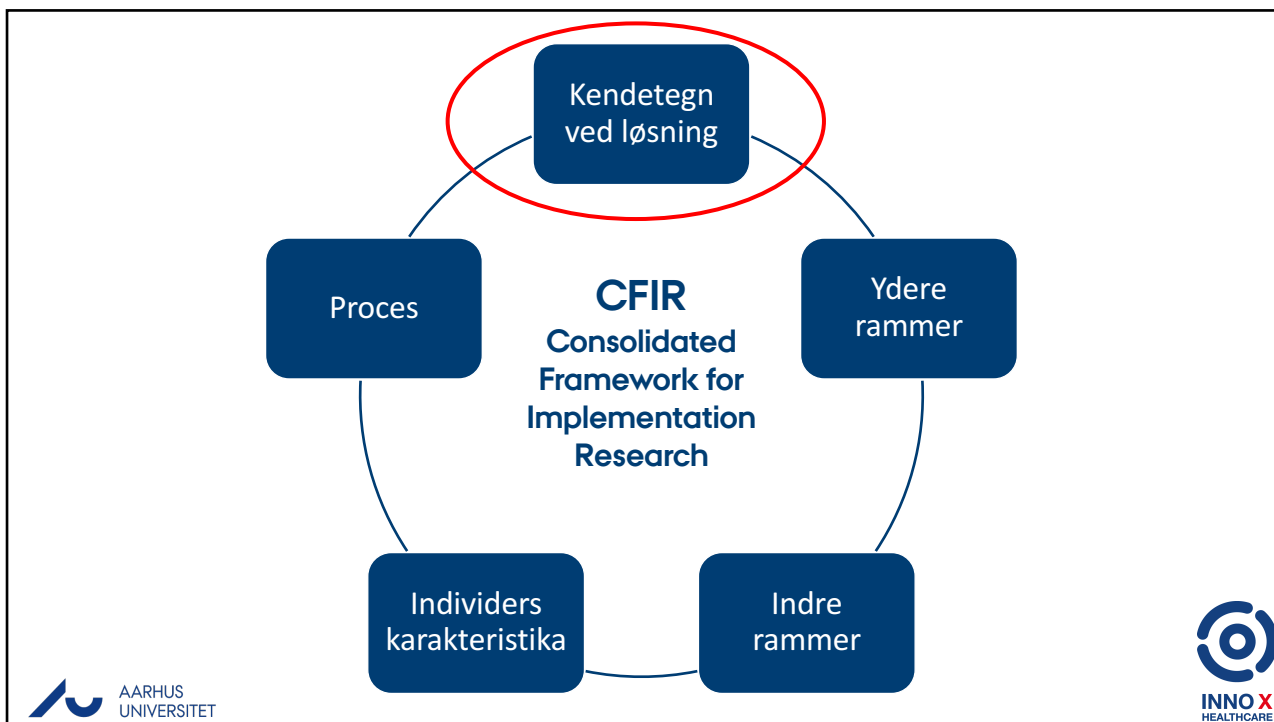 Kendetegn
ved løsning
Proces
CFIR
Consolidated
Framework for
Implementation
Research
Ydere
rammer
Individers
karakteristika
Indre
rammer
AARHUS
UNIVERSITET
INNO X
HEALTHCARE